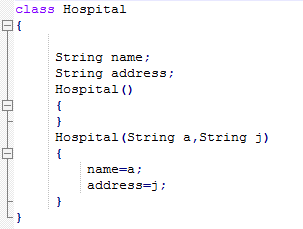 class Hospital
{
String name;
String address;
Hospital()
{
}
Hospital(String a,String j)
{
name=a;
address=j;
}
}